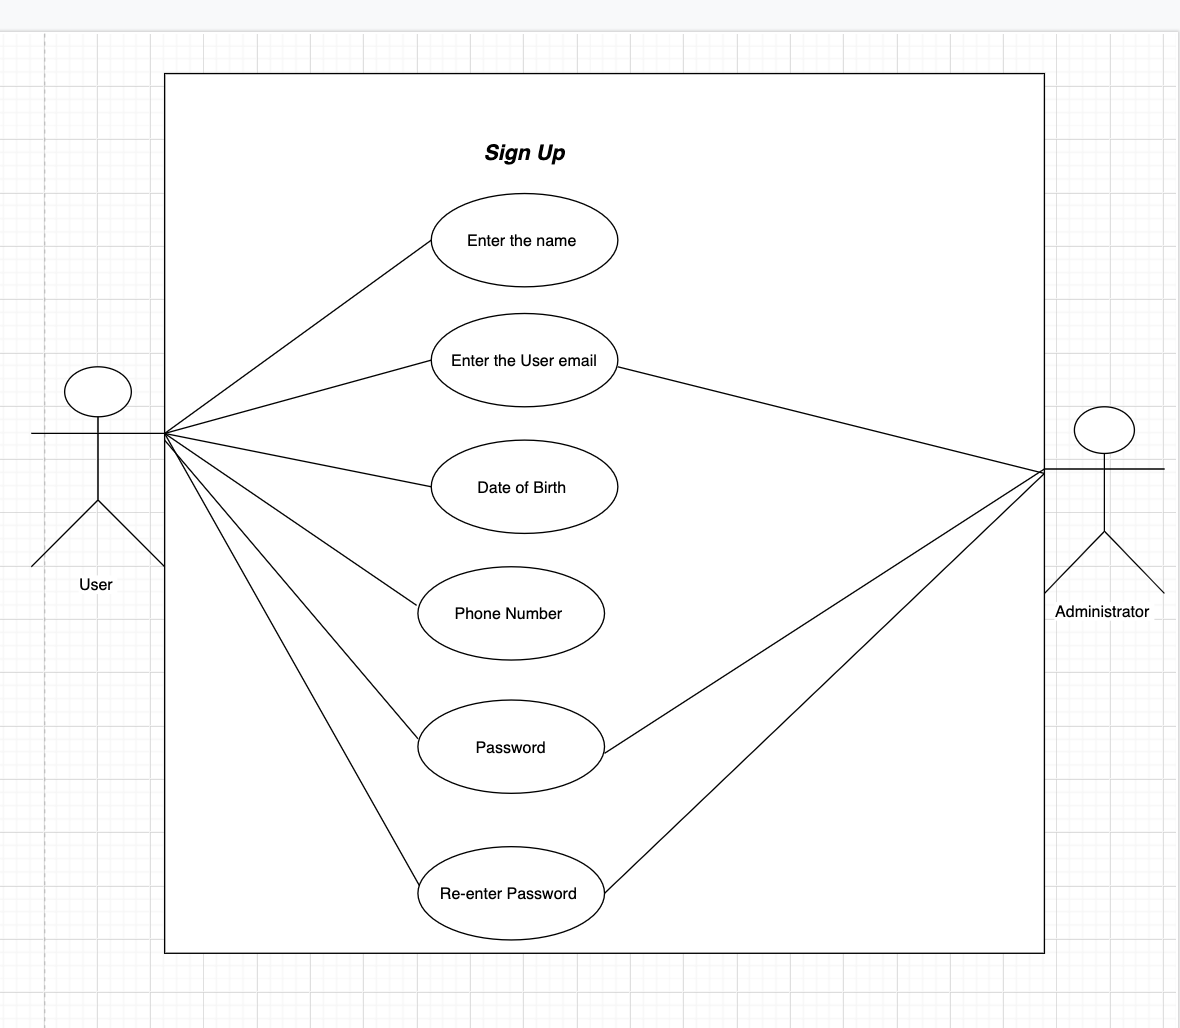 Sign Up
Enter the name
Enter the User email
Date of Birth
Phone Number
Password
Re-enter Password
User
Administrator